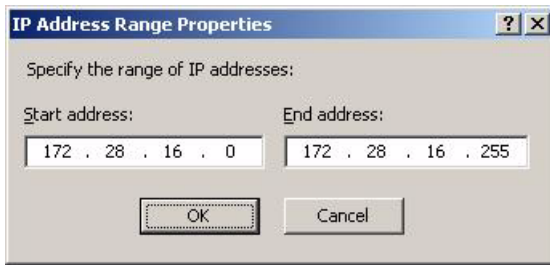 IP Address Range Properties
Specify the range of IP addresses:
Start address: End address:
172 . 28 . 16 . 0 172 . 28 . 16 . 255
OK Cancel